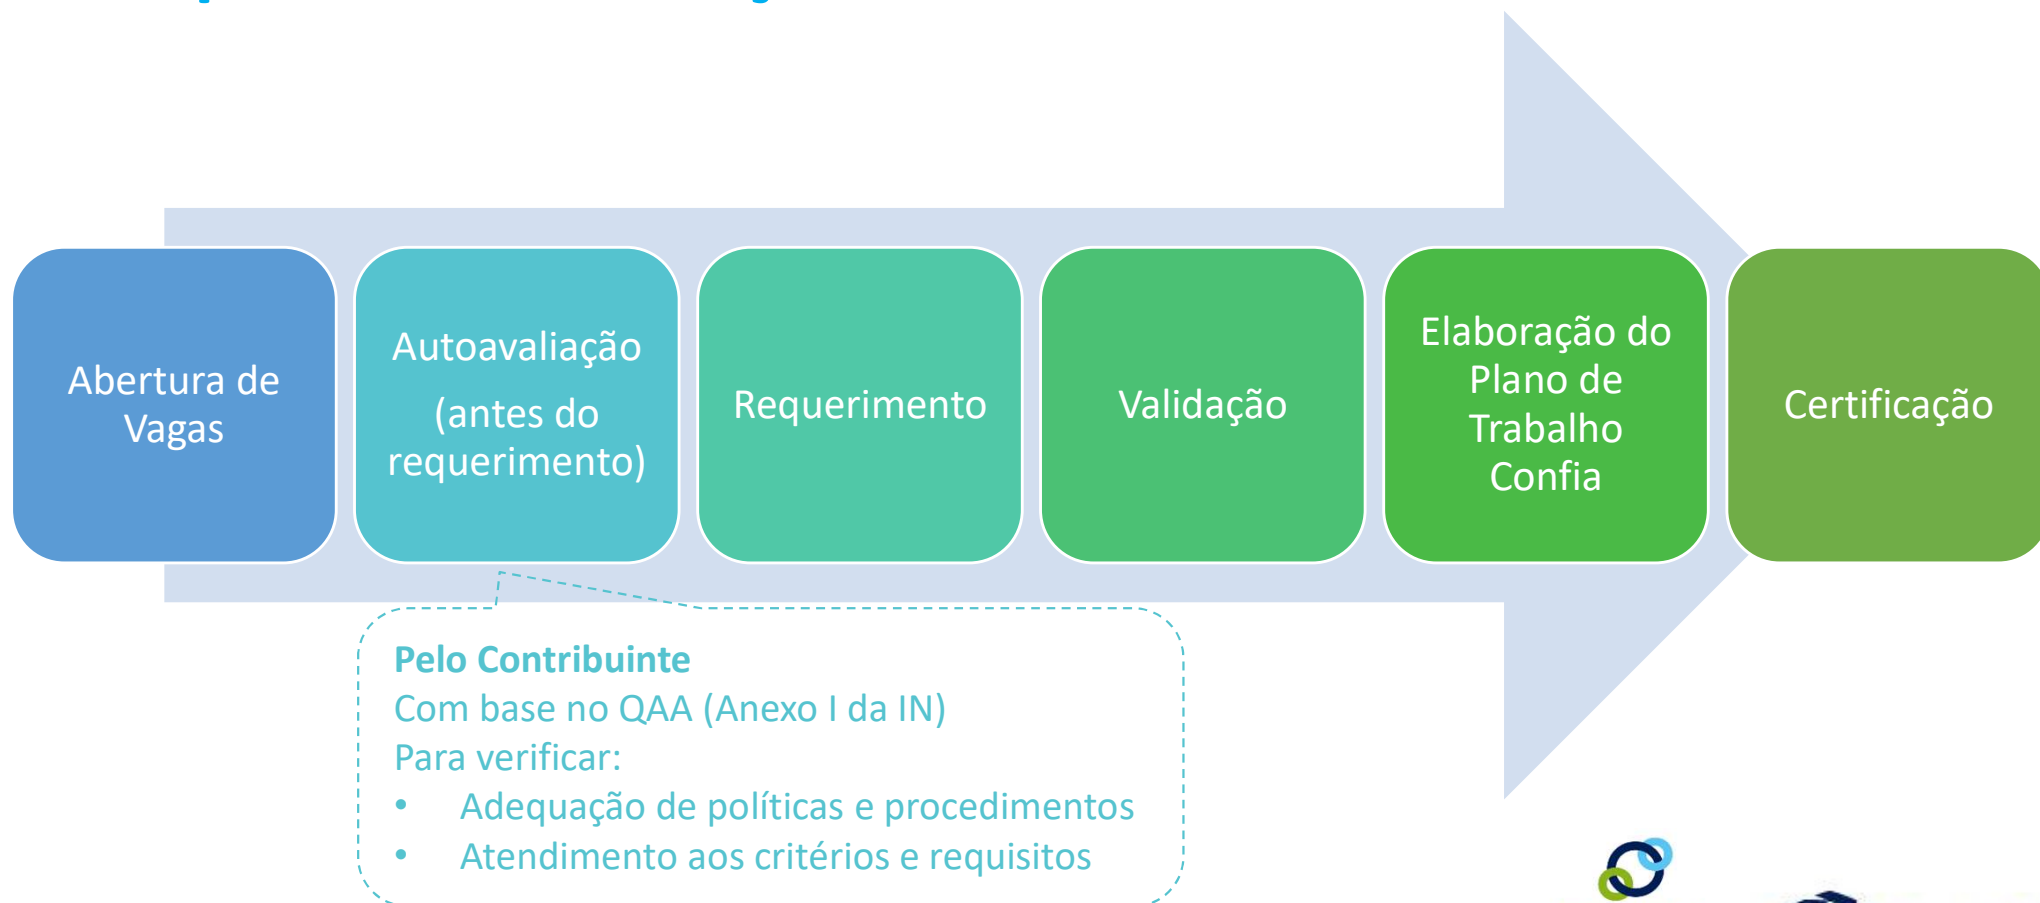 Abertura de
Vagas
Autoavaliação
(antes do
requerimento)
Requerimento
Validação
Elaboração do
Plano de
Trabalho
Confia
Certificação
Pelo Contribuinte
Com base no QAA (Anexo I da IN)
Para verificar:
• Adequação de políticas e procedimentos
• Atendimento aos critérios e requisitos